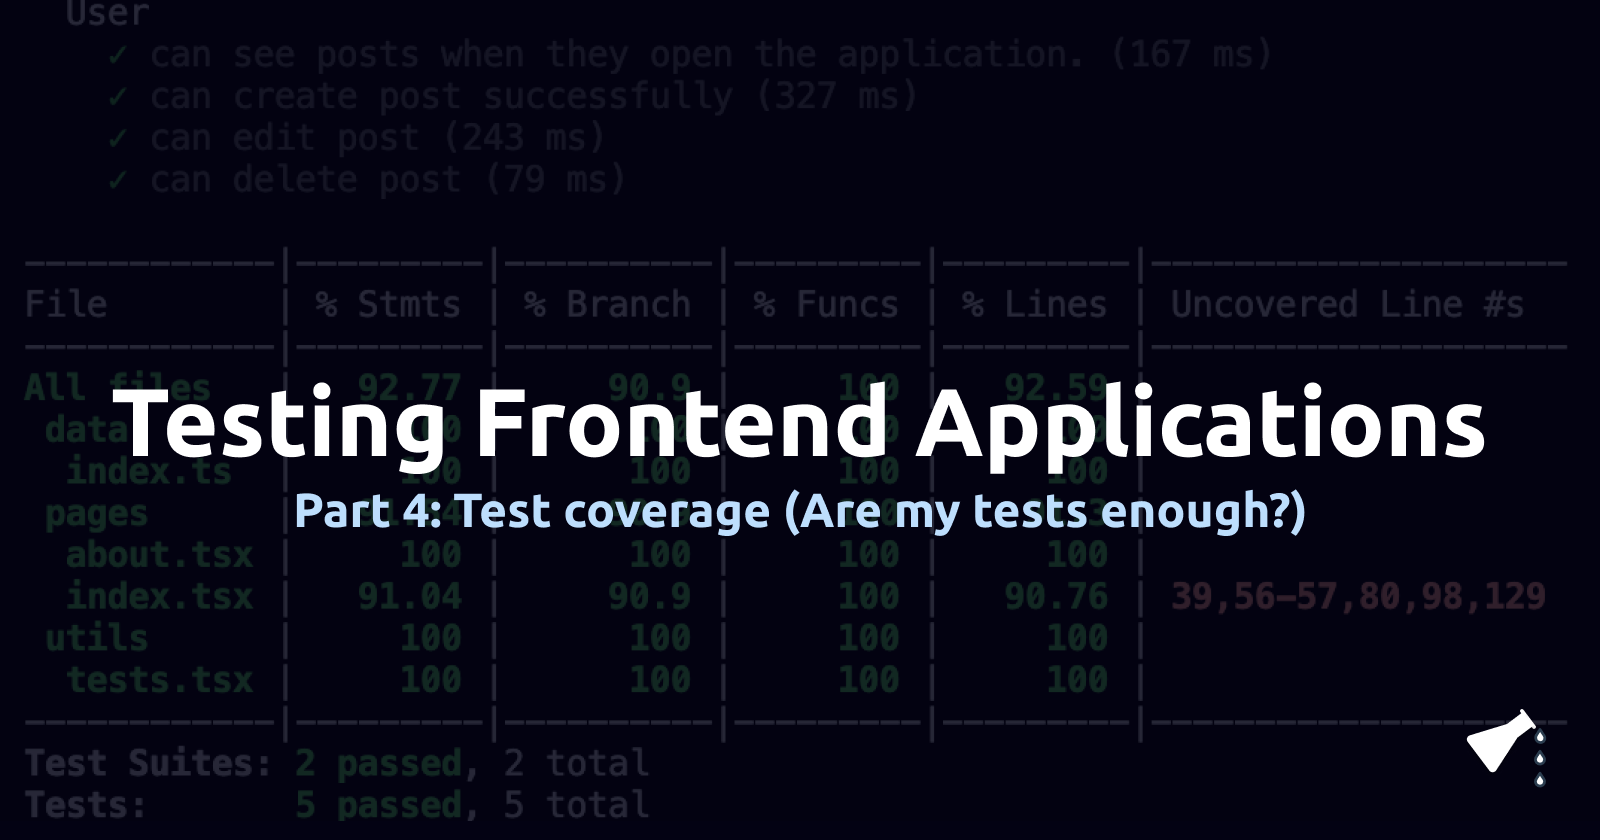 User
✓ can see posts when they open the application. (167 ms)
✓ can create post successfully (327 ms)
✓ can edit post (243 ms)
✓ can delete post (79 ms)
File | % Stmts | % Branch | % Funcs | % Lines | Uncovered Line #s
All files | 92.77 | 90.9 | 100 | 92.59 |
Testing Frontend Applications
data
index.ts | 100 | 100 | 100 | 100 |
Part 4: Test coverage (Are my tests enough?)
pages
about.tsx | 100 | 100 | 100 | 100 |
index.tsx | 91.04 | 90.9 | 100 | 90.76 | 39,56-57,80,98,129
utils | 100 | 100 | 100 | 100 |
tests.tsx | 100 | 100 | 100 | 100 |
Test Suites: 2 passed, 2 total
Tests: 5 passed, 5 total